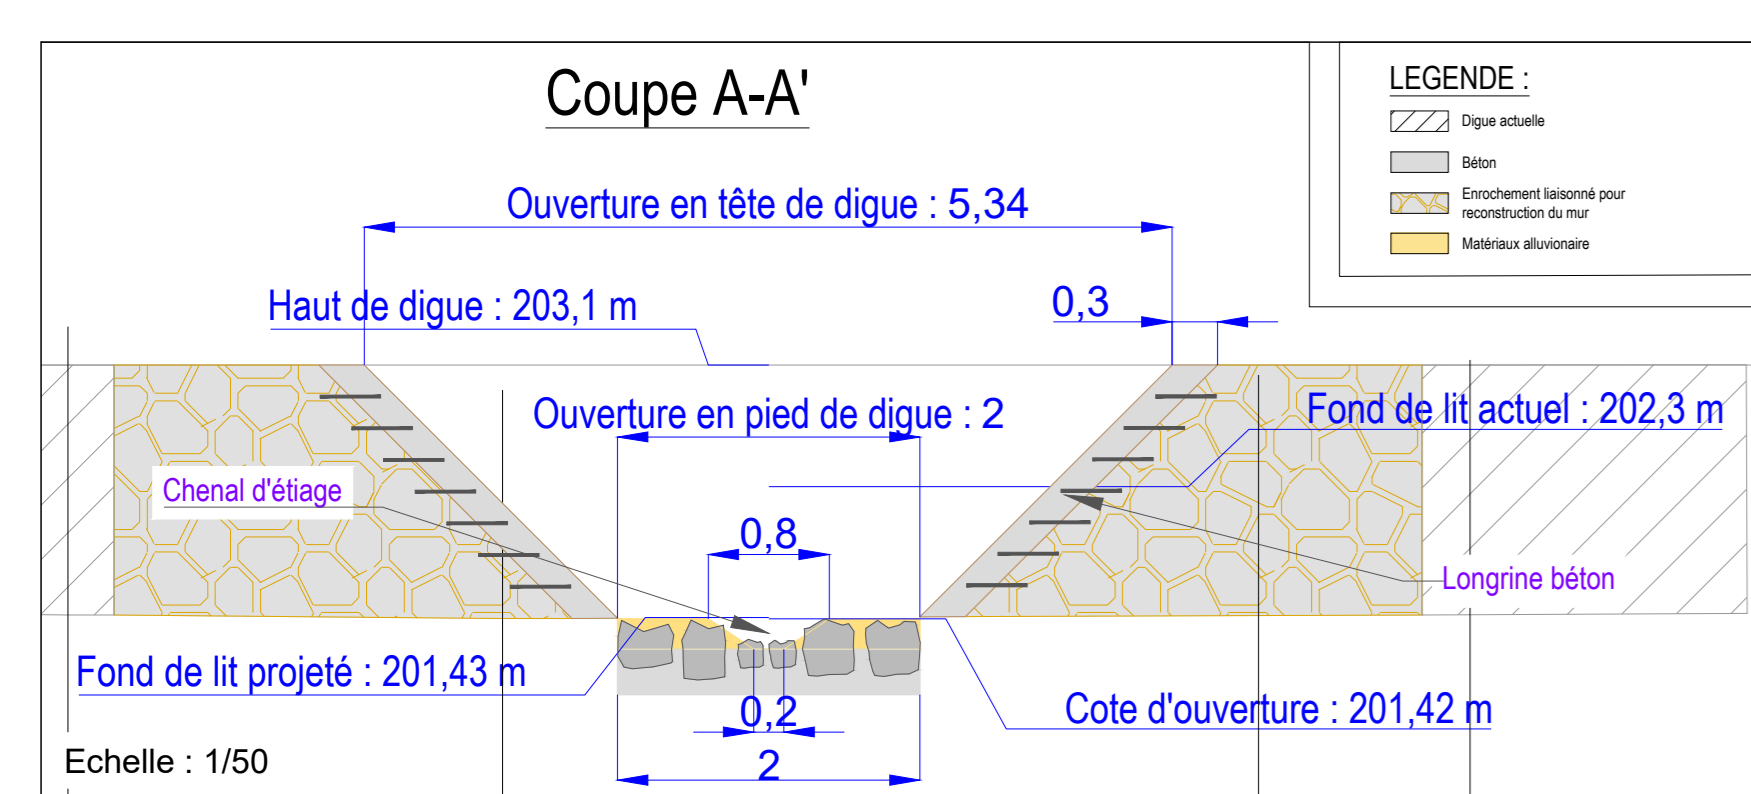 Coupe A-A'
LEGENDE :
Digue actuelle
Béton
Enrochement liaisonné pour
reconstruction du mur
Matériaux alluvionaire
Ouverture en tête de digue : 5,34
Haut de digue : 203,1 m
0,3
Ouverture en pied de digue : 2
Fond de lit actuel : 202,3 m
Chenal d'étiage
0,8
Longrine béton
Fond de lit projeté : 201,43 m
0,2
Cote d'ouverture : 201,42 m
2
Echelle : 1/50